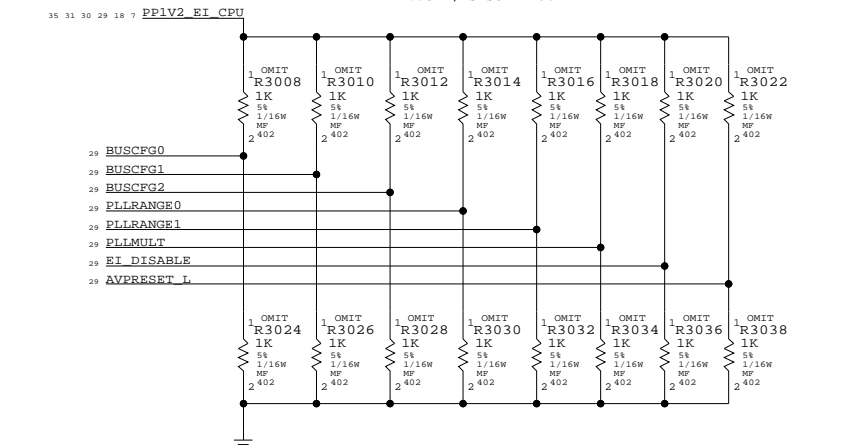 35 31 30 29 18 7 PP1V2_EI_CPU
OMIT OMIT OMIT OMIT OMIT OMIT OMIT OMIT
1 R3008 1 R3010 1 R3012 1 R3014 1 R3016 1 R3018 1 R3020 1 R3022
1K 1K 1K 1K 1K 1K 1K 1K
5% 5% 5% 5% 5% 5% 5% 5%
1/16W 1/16W 1/16W 1/16W 1/16W 1/16W 1/16W 1/16W
MF MF MF MF MF MF MF MF
2 402 2 402 2 402 2 402 2 402 2 402 2 402 2 402
29 BUSCFG0
29 BUSCFG1
29 BUSCFG2
29 PLLRANGE0
29 PLLRANGE1
29 PLLMULT
29 EI_DISABLE
29 AVPRESET_L
OMIT OMIT OMIT OMIT OMIT OMIT OMIT OMIT
1 R3024 1 R3026 1 R3028 1 R3030 1 R3032 1 R3034 1 R3036 1 R3038
1K 1K 1K 1K 1K 1K 1K 1K
5% 5% 5% 5% 5% 5% 5% 5%
1/16W 1/16W 1/16W 1/16W 1/16W 1/16W 1/16W 1/16W
MF MF MF MF MF MF MF MF
2 402 2 402 2 402 2 402 2 402 2 402 2 402 2 402